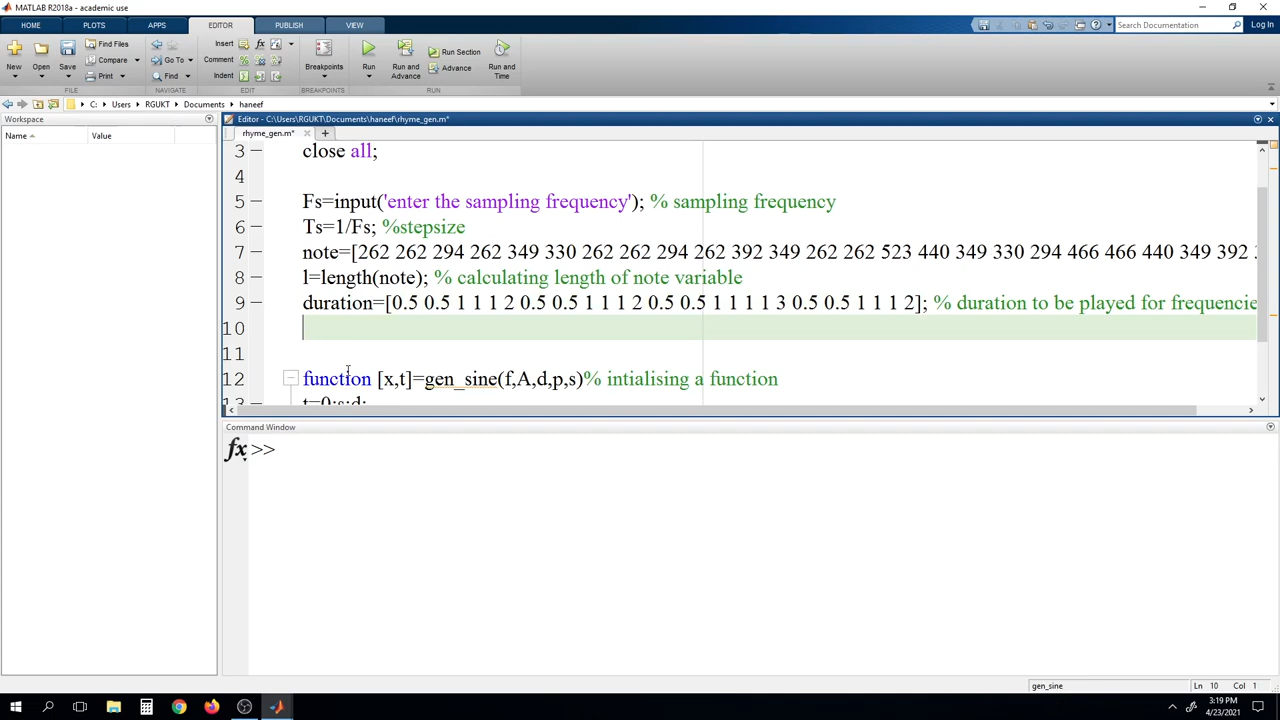 MATLAB R2018a - academic use
HOME PLOTS APPS EDITOR PUBLISH VIEW
Search Documentation Log In
New Open Save Find Files Compare Print
Go To Find
Insert fx
Comment
Indent
Breakpoints
Run Run and Advance Run Section Advance Run and Time
FILE NAVIGATE EDIT BREAKPOINTS RUN
C: Users RGUKT Documents haneef
Workspace
Name Value
Editor - C:\Users\RGUKT\Documents\haneef\rhyme_gen.m*
rhyme_gen.m*
3 close all;
4
5 Fs=input('enter the sampling frequency'); % sampling frequency
6 Ts=1/Fs; %stepsize
7 note=[262 262 294 262 349 330 262 262 294 262 392 349 262 262 523 440 349 330 294 466 466 440 349 392
8 l=length(note); % calculating length of note variable
9 duration=[0.5 0.5 1 1 1 2 0.5 0.5 1 1 1 2 0.5 0.5 1 1 1 1 3 0.5 0.5 1 1 1 2]; % duration to be played for frequencie
10
11
12 function [x,t]=gen_sine(f,A,d,p,s)% intialising a function
13 t=0:s:d;
Command Window
fx >>
gen_sine Ln 10 Col 1
3:19 PM
4/23/2021